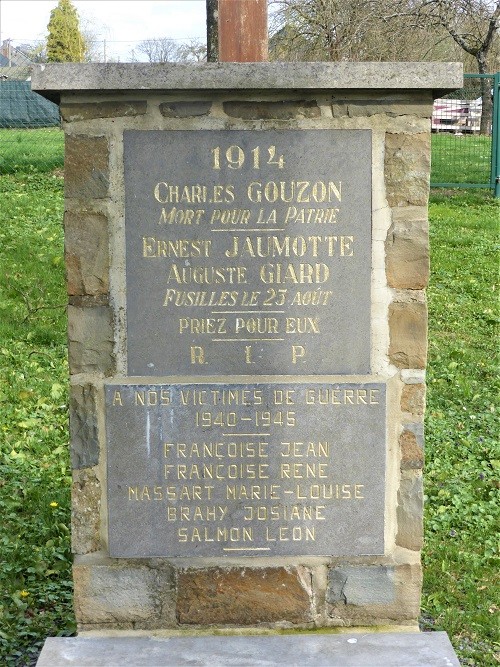 1914
CHARLES GOUZON
MORT POUR LA PATRIE
ERNEST JAUMOTTE
AUGUSTE GIARD
FUSILLES LE 23 AOÛT
PRIEZ POUR EUX
R. I. P.
A NOS VICTIMES DE GUERRE
1940-1945
FRANÇOISE JEAN
FRANÇOISE RENE
MASSART MARIE-LOUISE
BRAHY JOSIANE
SALMON LEON